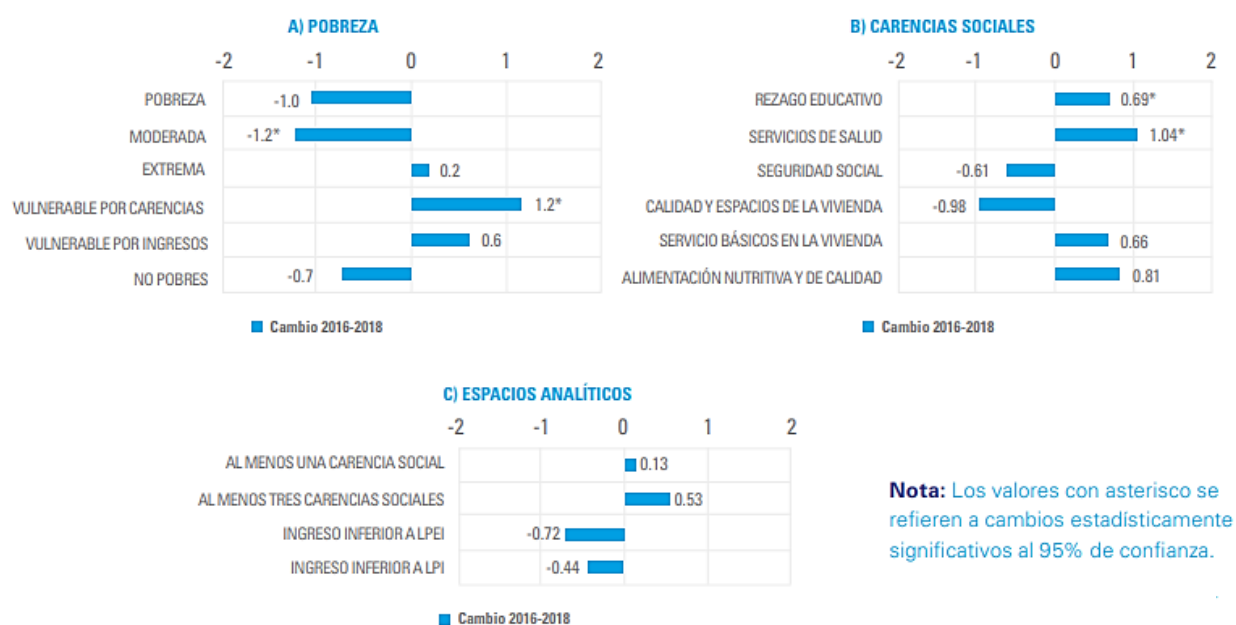 A) POBREZA
-2 -1 0 1 2
POBREZA -1.0
MODERADA -1.2*
EXTREMA 0.2
VULNERABLE POR CARENCIAS 1.2*
VULNERABLE POR INGRESOS 0.6
NO POBRES -0.7
Cambio 2016-2018
B) CARENCIAS SOCIALES
-2 -1 0 1 2
REZAGO EDUCATIVO 0.69*
SERVICIOS DE SALUD 1.04*
SEGURIDAD SOCIAL -0.61
CALIDAD Y ESPACIOS DE LA VIVIENDA -0.98
SERVICIO BÁSICOS EN LA VIVIENDA 0.66
ALIMENTACIÓN NUTRITIVA Y DE CALIDAD 0.81
Cambio 2016-2018
C) ESPACIOS ANALÍTICOS
-2 -1 0 1 2
AL MENOS UNA CARENCIA SOCIAL 0.13
AL MENOS TRES CARENCIAS SOCIALES 0.53
INGRESO INFERIOR A LPEI -0.72
INGRESO INFERIOR A LPI -0.44
Cambio 2016-2018
Nota: Los valores con asterisco se
refieren a cambios estadísticamente
significativos al 95% de confianza.